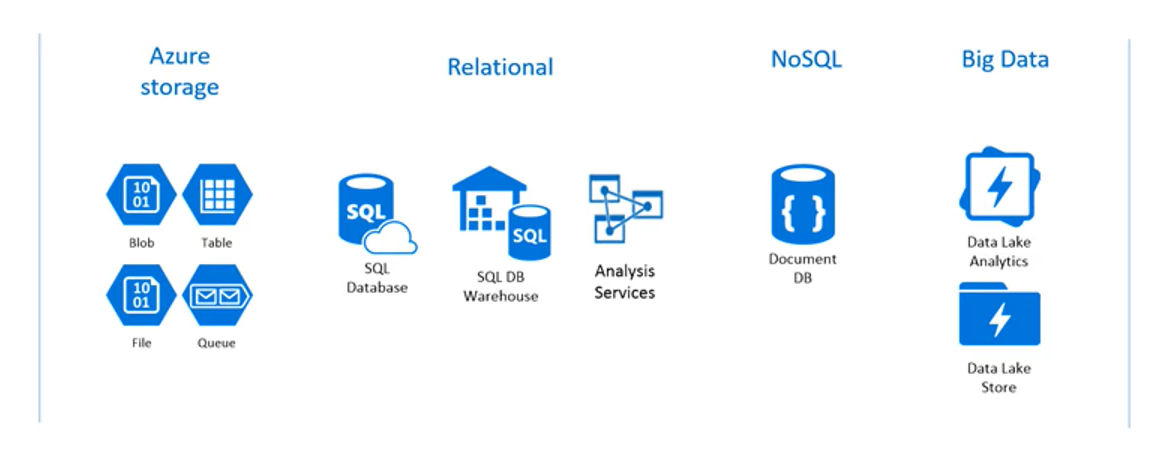 Azure
storage
Relational
NoSQL
Big Data
10
01
Blob
Table
10
01
File
Queue
SQL
SQL
Database
SQL
SQL DB
Warehouse
Analysis
Services
{ }
Document
DB
Data Lake
Analytics
Data Lake
Store